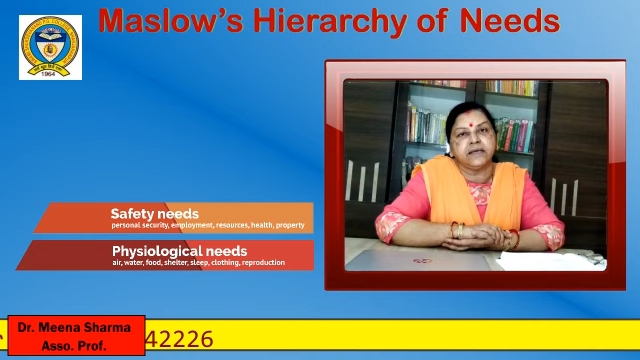 Maslow's Hierarchy of Needs
1964
Safety needs
personal security, employment, resources, health, property
Physiological needs
air, water, food, shelter, sleep, clothing, reproduction
Dr. Meena Sharma
Asso. Prof.
42226